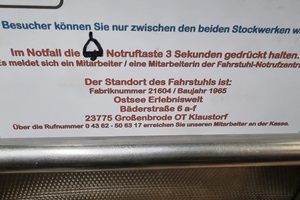 Besucher können Sie nur zwischen den beiden Stockwerken
Im Notfall die Notruftaste 3 Sekunden gedrückt halten.
Es meldet sich ein Mitarbeiter / eine Mitarbeiterin der Fahrstuhl-Notrufzentr
Der Standort des Fahrstuhls ist:
Fabriknummer 21604 / Baujahr 1965
Ostsee Erlebniswelt
Bäderstraße 6 a-f
23775 Großenbrode OT Klaustorf
Über die Rufnummer 0 43 62 - 50 63 17 erreichen Sie unseren Mitarbeiter an der Kasse.